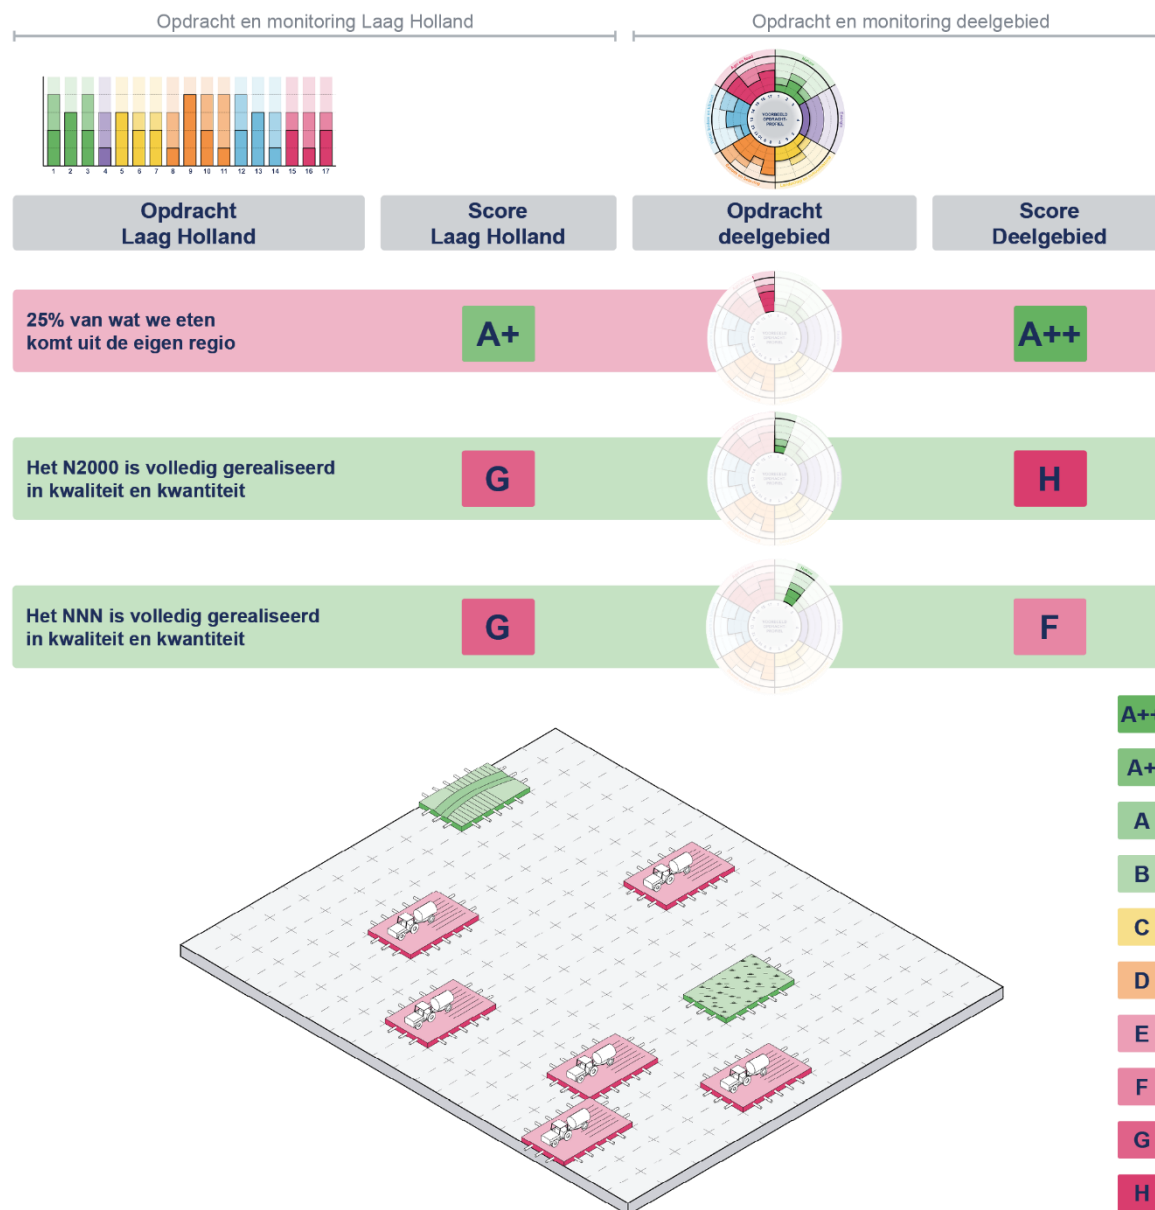 Opdracht en monitoring Laag Holland
Opdracht en monitoring deelgebied
1 2 3 4 5 6 7 8 9 10 11 12 13 14 15 16 17
VOORBEELD
OPDRACHT-
PROFIEL
Opdracht
Laag Holland
Score
Laag Holland
Opdracht
deelgebied
Score
Deelgebied
25% van wat we eten
komt uit de eigen regio
A+
A++
Het N2000 is volledig gerealiseerd
in kwaliteit en kwantiteit
G
H
Het NNN is volledig gerealiseerd
in kwaliteit en kwantiteit
G
F
A++
A+
A
B
C
D
E
F
G
H